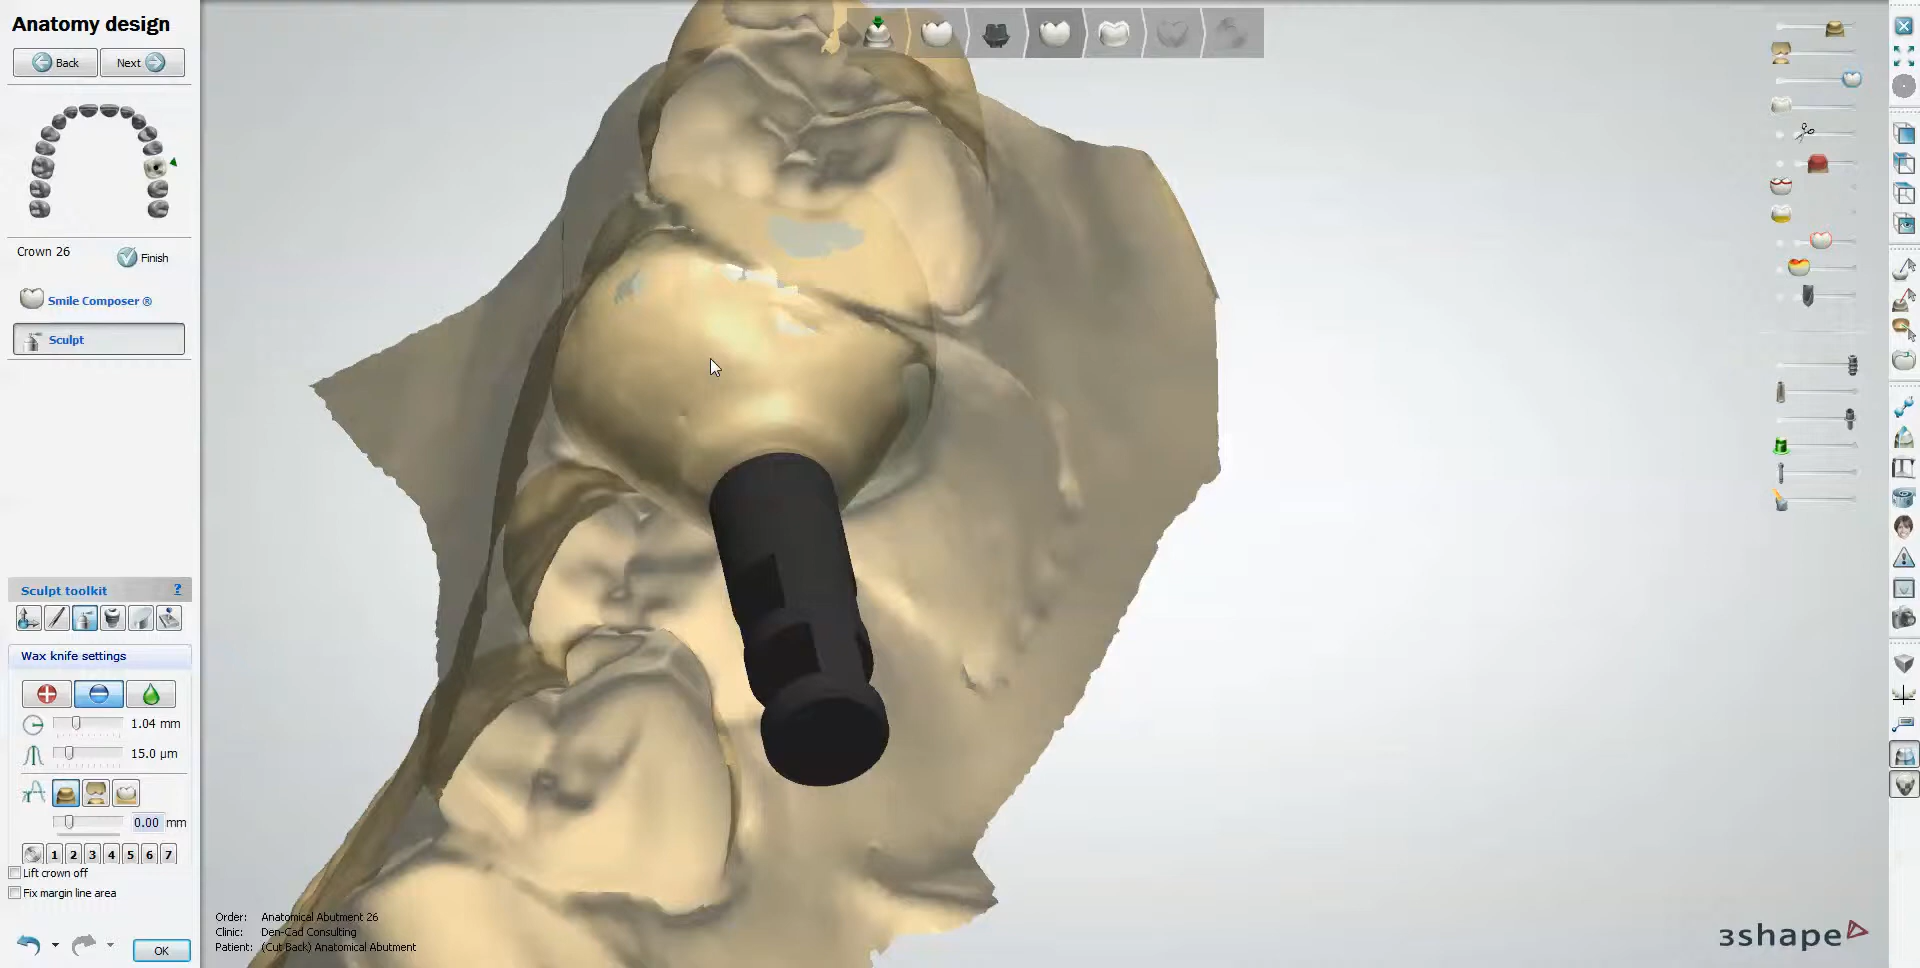 Anatomy design
Back
Next
Crown 26
Finish
Smile Composer ®
Sculpt
Sculpt toolkit
?
Wax knife settings
1.04 mm
15.0 µm
0.00 mm
1 2 3 4 5 6 7
Lift crown off
Fix margin line area
OK
Order: Anatomical Abutment 26
Clinic: Den-Cad Consulting
Patient: (Cut Back) Anatomical Abutment
3shape